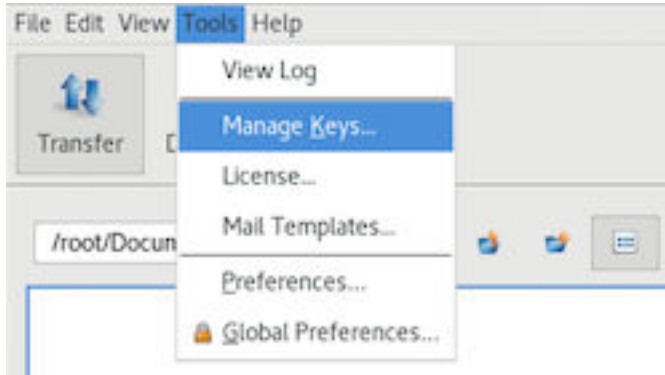 File Edit View Tools Help
View Log
Manage Keys...
Transfer
License...
Mail Templates...
/root/Docum
Preferences...
Global Preferences...